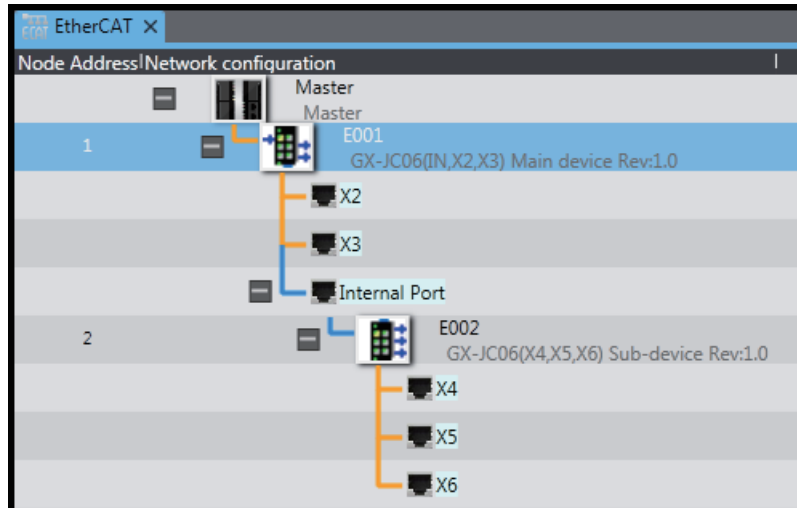 ECAT EtherCAT ×
Node Address Network configuration
Master
Master
1 E001
GX-JC06(IN,X2,X3) Main device Rev:1.0
X2
X3
Internal Port
2 E002
GX-JC06(X4,X5,X6) Sub-device Rev:1.0
X4
X5
X6